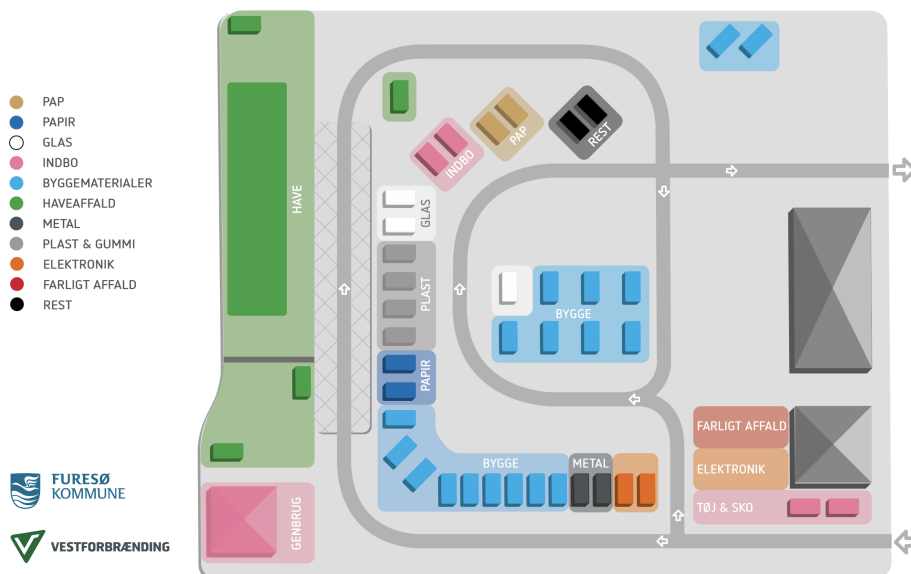 PAP
PAPIR
GLAS
INDBO
BYGGEMATERIALER
HAVEAFFALD
METAL
PLAST & GUMMI
ELEKTRONIK
FARLIGT AFFALD
REST
FURESØ
KOMMUNE
VESTFORBRÆNDING
HAVE
INDBO
PAP
REST
GLAS
PLAST
PAPIR
BYGGE
BYGGE
METAL
FARLIGT AFFALD
ELEKTRONIK
TØJ & SKO
GENBRUG